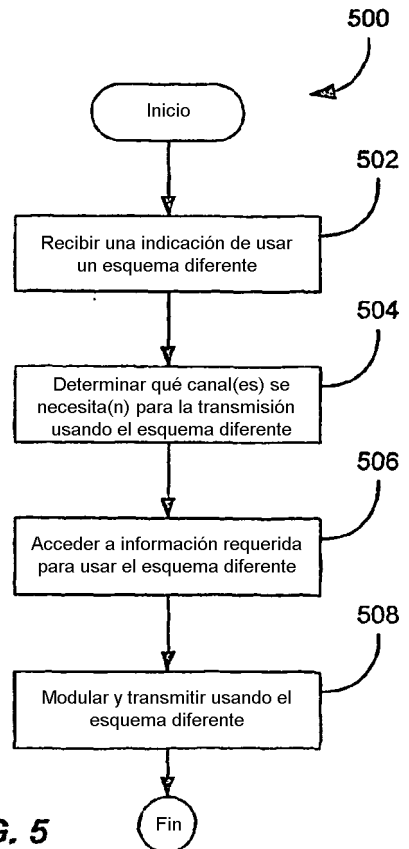 500
Inicio
502
Recibir una indicación de usar
un esquema diferente
504
Determinar qué canal(es) se
necesita(n) para la transmisión
usando el esquema diferente
506
Acceder a información requerida
para usar el esquema diferente
508
Modular y transmitir usando el
esquema diferente
Fin
G. 5